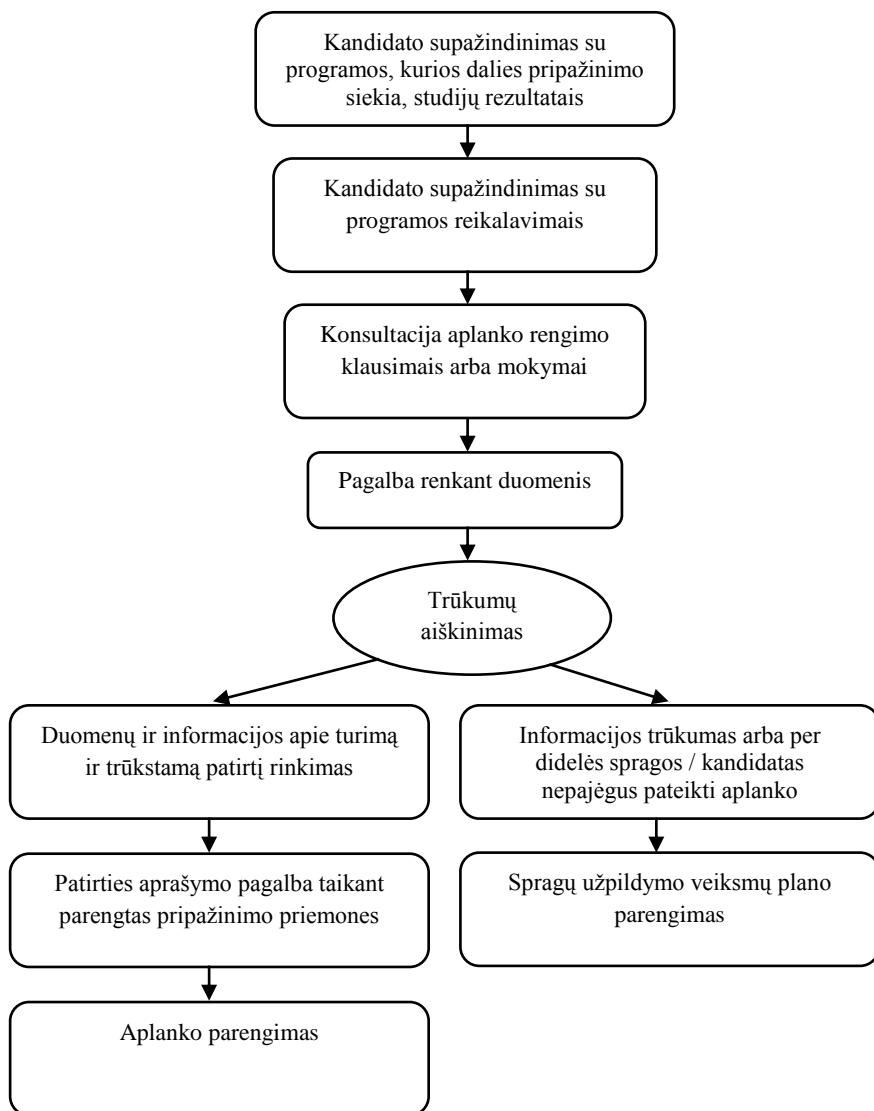 Kandidato supažindinimas su
programos, kurios dalies pripažinimo
siekia, studijų rezultatais
Kandidato supažindinimas su
programos reikalavimais
Konsultacija aplanko rengimo
klausimais arba mokymai
Pagalba renkant duomenis
Trūkumų
aiškinimas
Duomenų ir informacijos apie turimą
ir trūkstamą patirtį rinkimas
Informacijos trūkumas arba per
didelės spragos / kandidatas
nepajėgus pateikti aplanko
Patirties aprašymo pagalba taikant
parengtas pripažinimo priemones
Spragų užpildymo veiksmų plano
parengimas
Aplanko parengimas